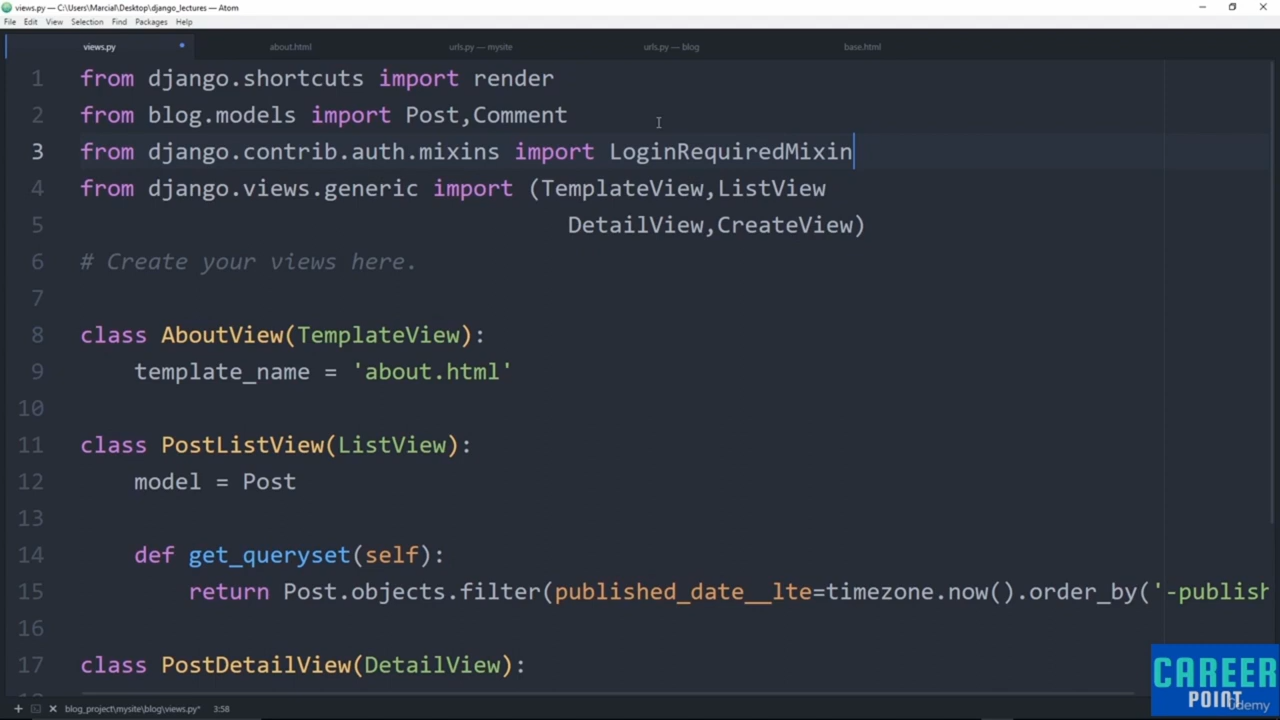 views.py — C:\Users\Marcial\Desktop\django_lectures — Atom
File Edit View Selection Find Packages Help
views.py about.html urls.py — mysite urls.py — blog base.html
1 from django.shortcuts import render
2 from blog.models import Post,Comment
3 from django.contrib.auth.mixins import LoginRequiredMixin
4 from django.views.generic import (TemplateView,ListView
5 DetailView,CreateView)
6 # Create your views here.
7
8 class AboutView(TemplateView):
9 template_name = 'about.html'
10
11 class PostListView(ListView):
12 model = Post
13
14 def get_queryset(self):
15 return Post.objects.filter(published_date__lte=timezone.now().order_by('-publish
16
17 class PostDetailView(DetailView):
blog_project\mysite\blog\views.py* 3:58
CAREER
POINT
Udemy